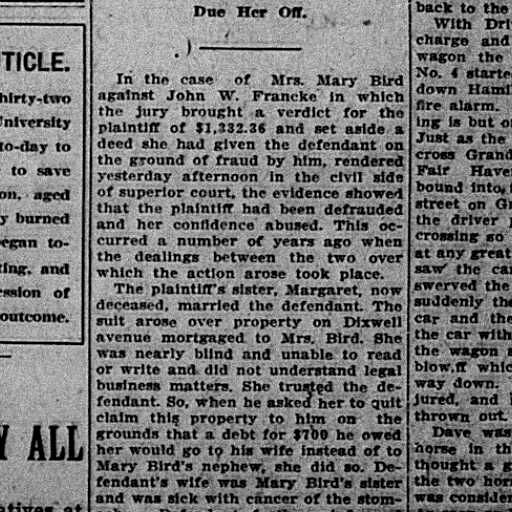 TICLE.
hirty-two
University
to-day to
to save
on, aged
y burned
egan to-
ting, and
ession of
outcome.
Y ALL
atives at
Due Her Off.
In the case of Mrs. Mary Bird
against John W. Francke in which
the jury brought a verdict for the
plaintiff of $1,232.36 and set aside a
deed she had given the defendant on
the ground of fraud by him, rendered
yesterday afternoon in the civil side
of superior court, the evidence showed
that the plaintiff had been defrauded
and her confidence abused. This oc-
curred a number of years ago when
the dealings between the two over
which the action arose took place.
The plaintiff's sister, Margaret, now
deceased, married the defendant. The
suit arose over property on Dixwell
avenue mortgaged to Mrs. Bird. She
was nearly blind and unable to read
or write and did not understand legal
business matters. She trusted the de-
fendant. So, when he asked her to quit
claim this property to him on the
grounds that a debt for $700 he owed
her would go to his wife instead of to
Mary Bird's nephew, she did so. De-
fendant's wife was Mary Bird's sister
and was sick with cancer of the stom-
back to the
With Dri
charge and
wagon the
No. 4 starte
down Hamil
fire alarm.
ing is but o
Just as the
cross Grand
Fair Haven
bound into
street on Gr
the driver
crossing so
at any great
saw the ca
swerved the
suddenly the
car and the
the car with
the wagon s
blow, ff whic
way down.
jured, and
thrown out.
Dave was
horse in th
thought a g
the two hor
was consider